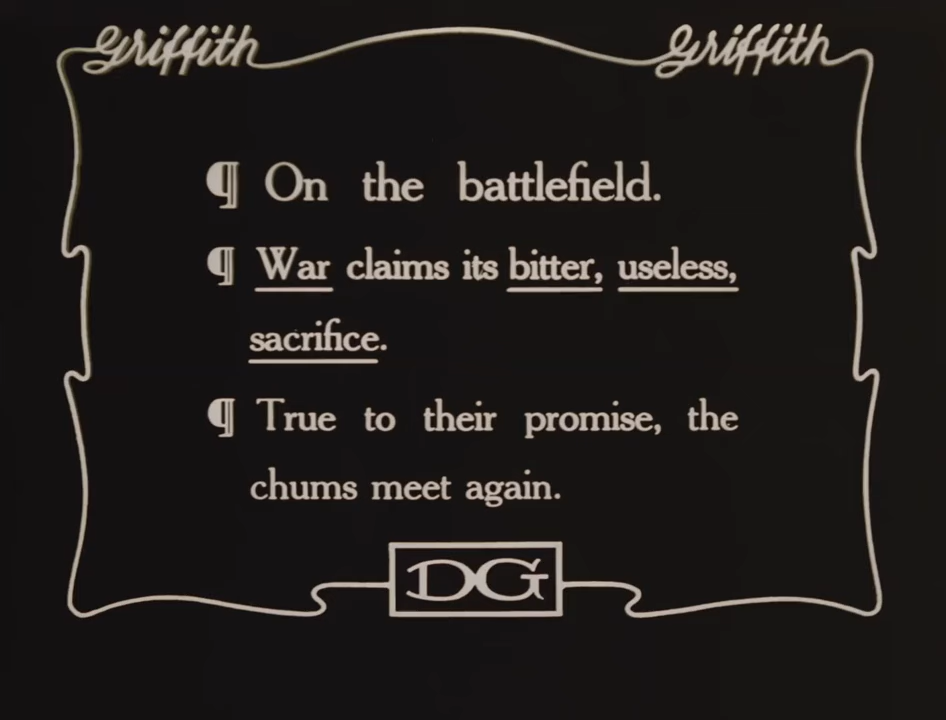 Griffith Griffith
¶ On the battlefield.
¶ War claims its bitter, useless,
sacrifice.
¶ True to their promise, the
chums meet again.
DG